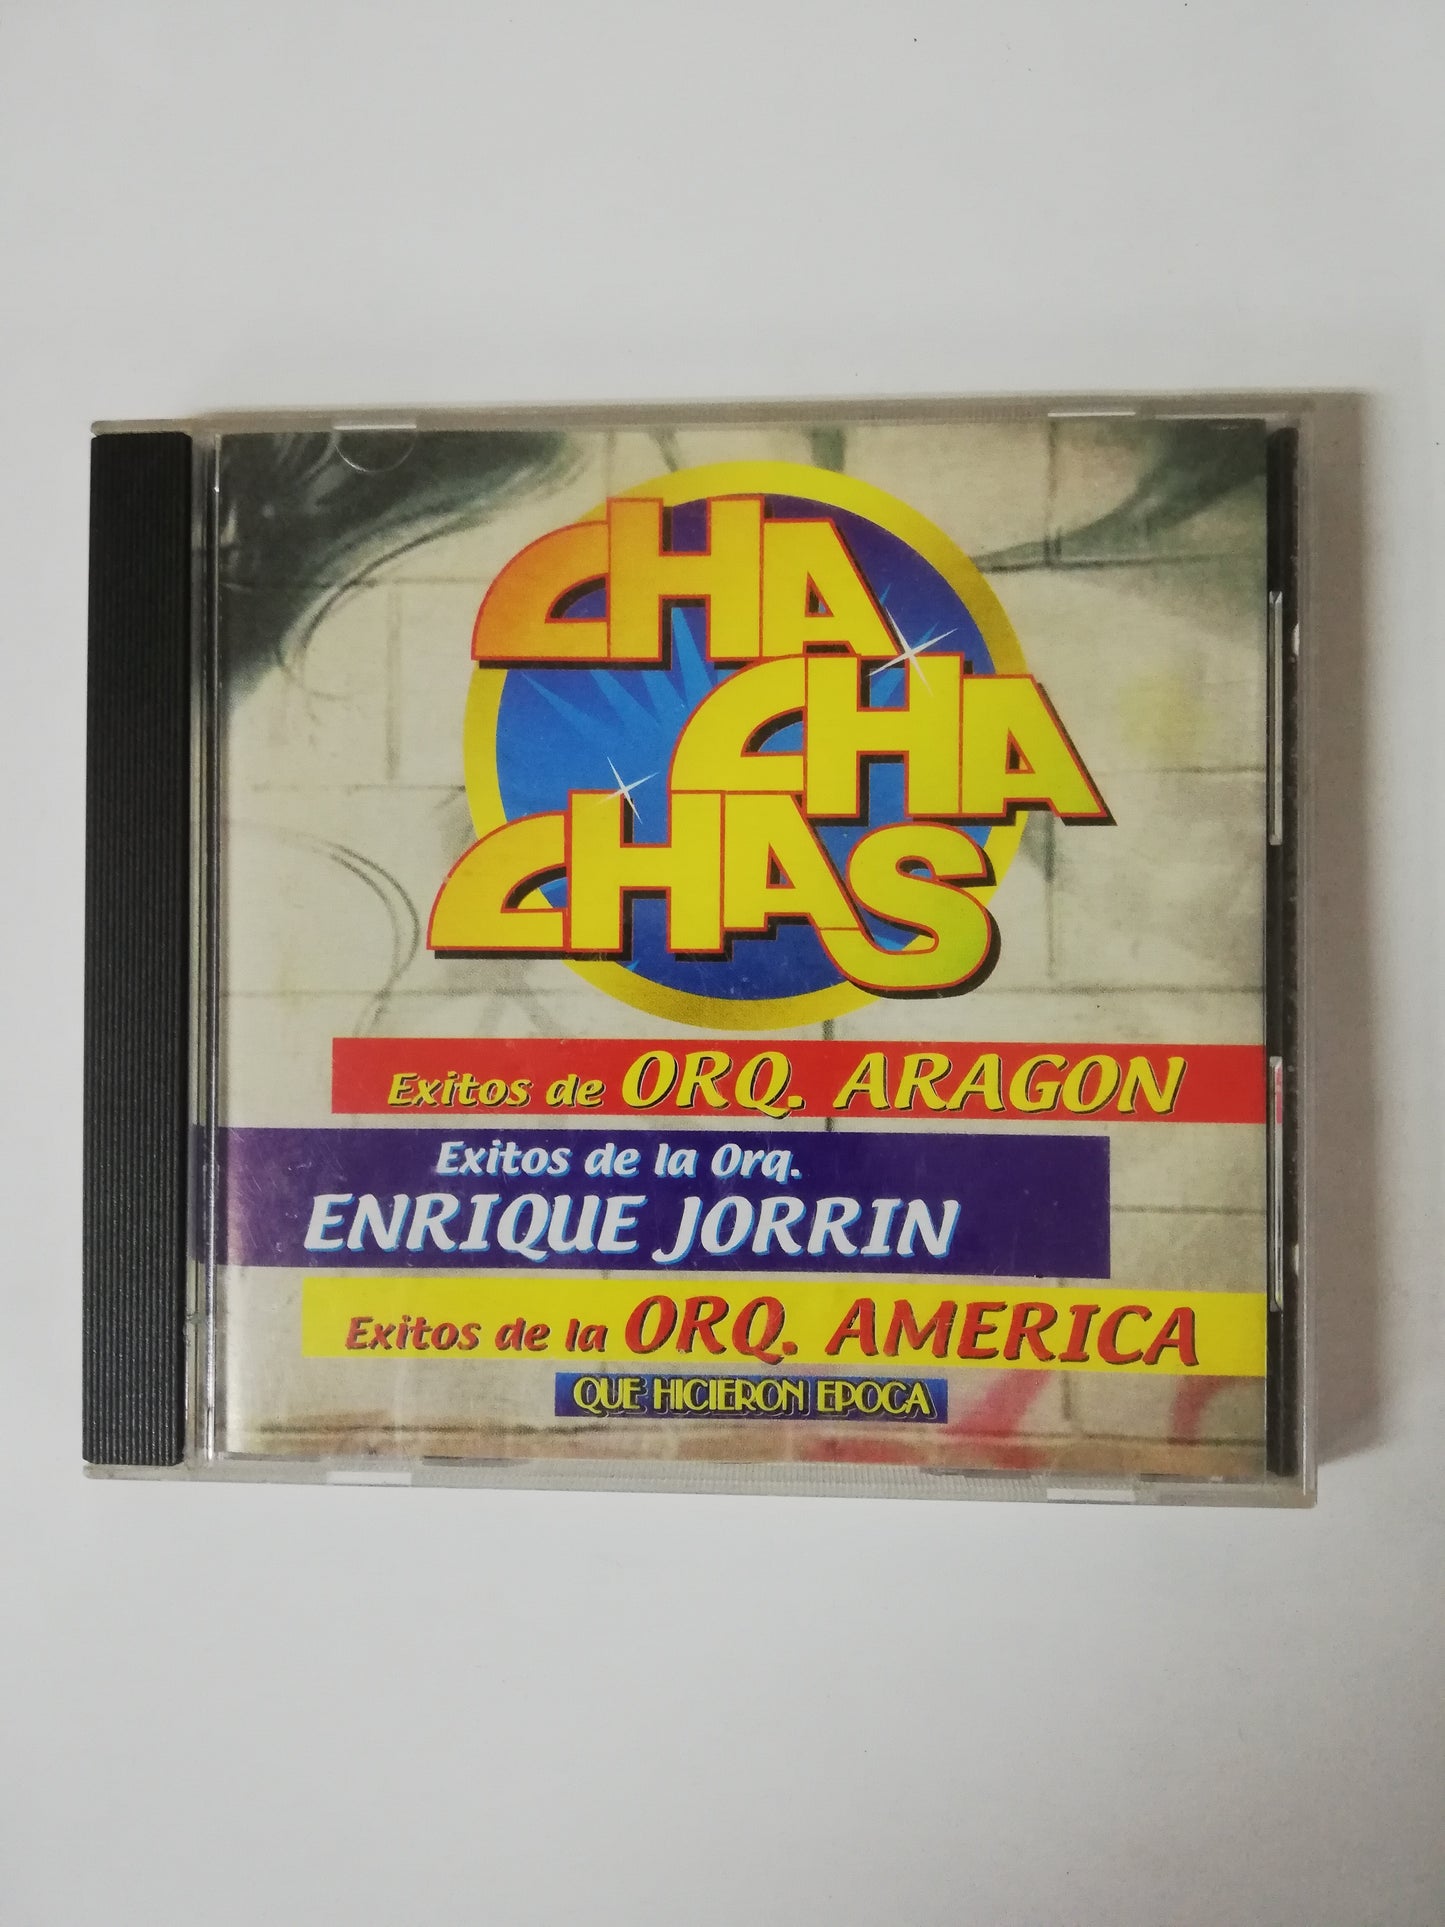 CHA
CHA
CHAS
Exitos de ORQ. ARAGON
Exitos de la Orq.
ENRIQUE JORRIN
Exitos de la ORQ. AMERICA
QUE HICIERON EPOCA